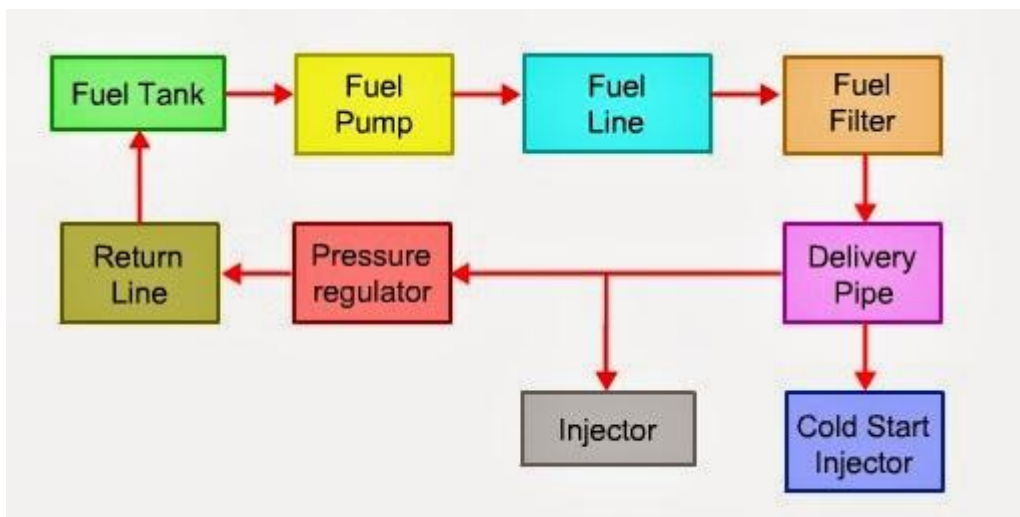 Fuel Tank
Fuel
Pump
Fuel
Line
Fuel
Filter
Return
Line
Pressure
regulator
Delivery
Pipe
Injector
Cold Start
Injector